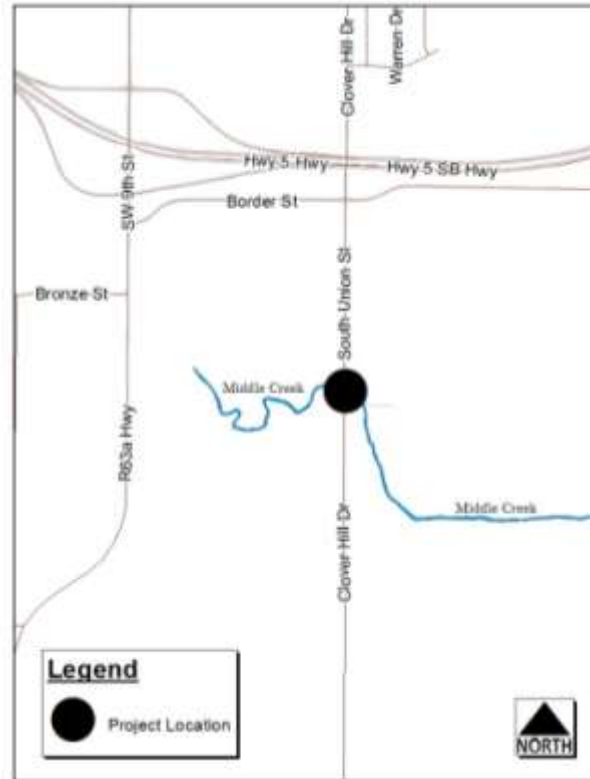 Clover Hill Dr
Warren Dr
SW 9th St
Hwy 5 Hwy
Hwy 5 SB Hwy
Border St
Bronze St
South Union St
Middle Creek
R63a Hwy
Middle Creek
Clover Hill Dr
Legend
Project Location
NORTH